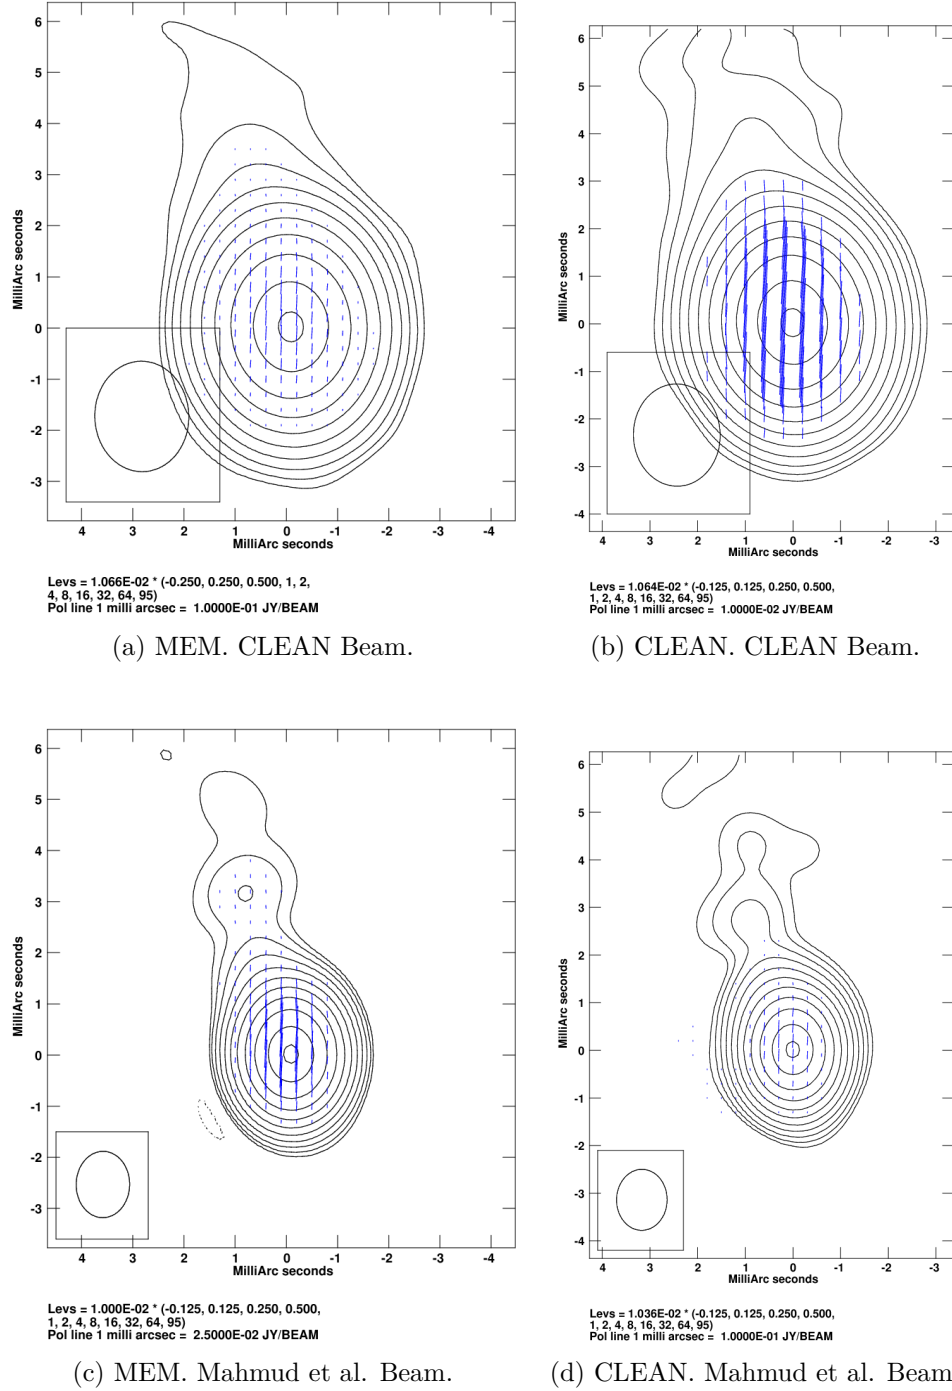 6
5
4
3
2
1
0
-1
-2
-3
MilliArc seconds
4 3 2 1 0 -1 -2 -3 -4
MilliArc seconds
Levs = 1.066E-02 * (-0.250, 0.250, 0.500, 1, 2,
4, 8, 16, 32, 64, 95)
Pol line 1 milli arcsec = 1.0000E-01 JY/BEAM
(a) MEM. CLEAN Beam.
6
5
4
3
2
1
0
-1
-2
-3
-4
MilliArc seconds
4 3 2 1 0 -1 -2 -3
MilliArc seconds
Levs = 1.064E-02 * (-0.125, 0.125, 0.250, 0.500,
1, 2, 4, 8, 16, 32, 64, 95)
Pol line 1 milli arcsec = 1.0000E-02 JY/BEAM
(b) CLEAN. CLEAN Beam.
6
5
4
3
2
1
0
-1
-2
-3
MilliArc seconds
4 3 2 1 0 -1 -2 -3 -4
MilliArc seconds
Levs = 1.000E-02 * (-0.125, 0.125, 0.250, 0.500,
1, 2, 4, 8, 16, 32, 64, 95)
Pol line 1 milli arcsec = 2.5000E-02 JY/BEAM
(c) MEM. Mahmud et al. Beam.
6
5
4
3
2
1
0
-1
-2
-3
-4
MilliArc seconds
4 3 2 1 0 -1 -2 -3
MilliArc seconds
Levs = 1.036E-02 * (-0.125, 0.125, 0.250, 0.500,
1, 2, 4, 8, 16, 32, 64, 95)
Pol line 1 milli arcsec = 1.0000E-01 JY/BEAM
(d) CLEAN. Mahmud et al. Beam